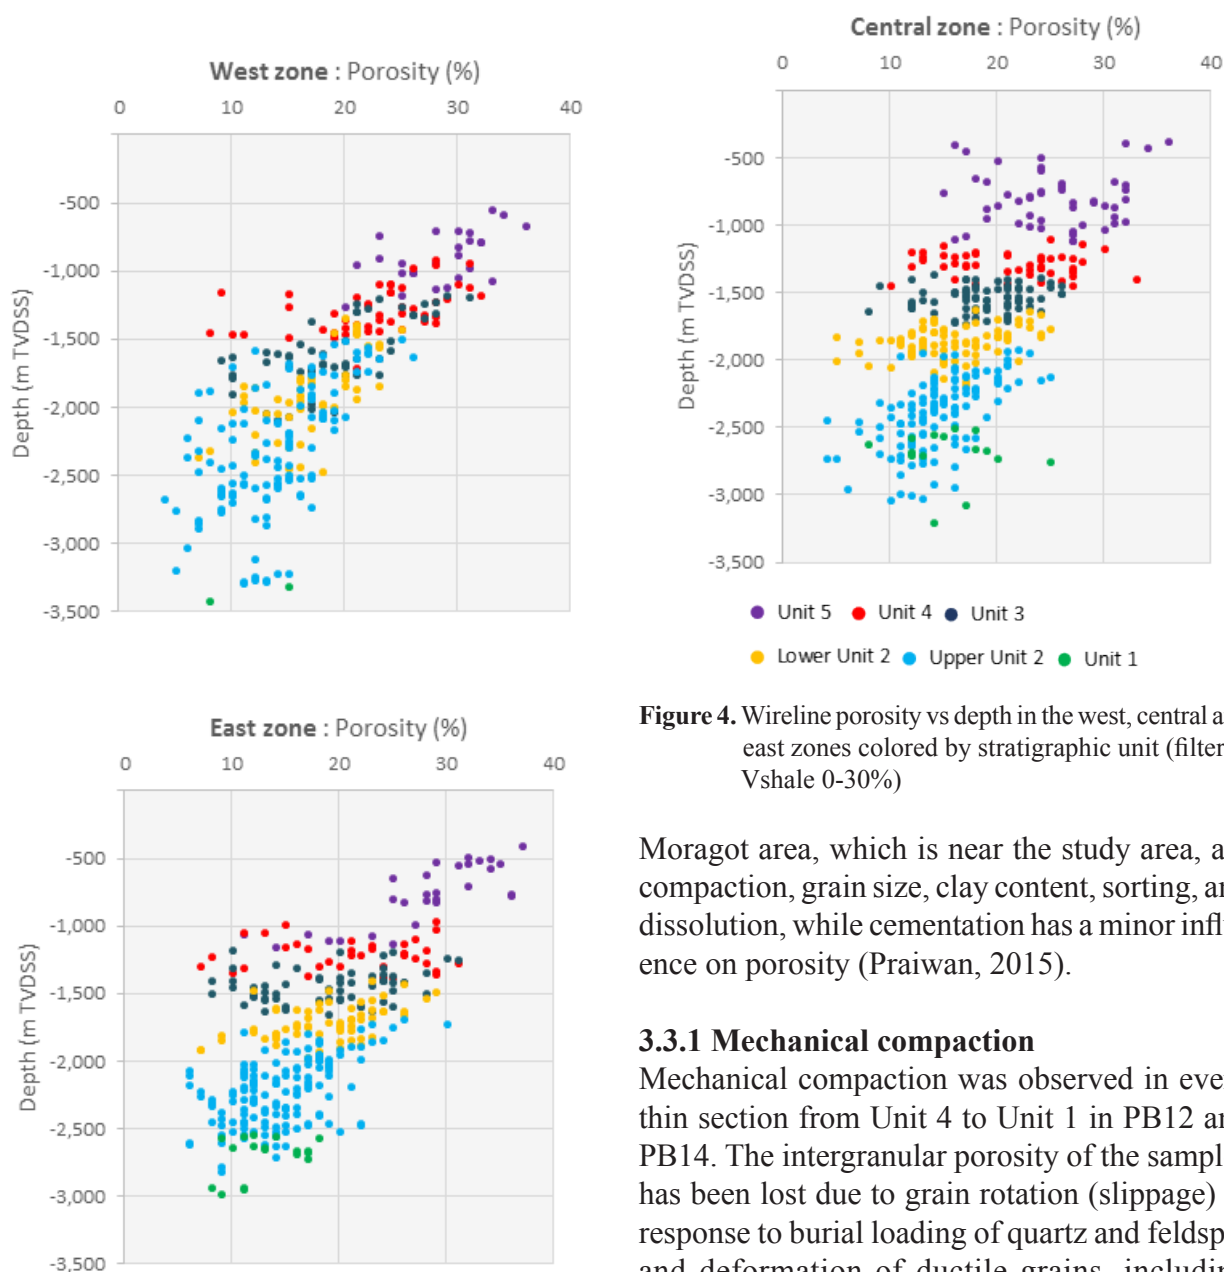 West zone : Porosity (%)
0 10 20 30 40
-500
-1,000
-1,500
-2,000
-2,500
-3,000
-3,500
Depth (m TVDSS)
East zone : Porosity (%)
0 10 20 30 40
-500
-1,000
-1,500
-2,000
-2,500
-3,000
-3,500
Depth (m TVDSS)
Central zone : Porosity (%)
0 10 20 30 40
-500
-1,000
-1,500
-2,000
-2,500
-3,000
-3,500
Depth (m TVDSS)
Unit 5 Unit 4 Unit 3
Lower Unit 2 Upper Unit 2 Unit 1
Figure 4. Wireline porosity vs depth in the west, central a
east zones colored by stratigraphic unit (filter
Vshale 0-30%)
Moragot area, which is near the study area, a
compaction, grain size, clay content, sorting, an
dissolution, while cementation has a minor influ
ence on porosity (Praiwan, 2015).
3.3.1 Mechanical compaction
Mechanical compaction was observed in ever
thin section from Unit 4 to Unit 1 in PB12 an
PB14. The intergranular porosity of the sampl
has been lost due to grain rotation (slippage)
response to burial loading of quartz and feldsp
and deformation of ductile grains, includin